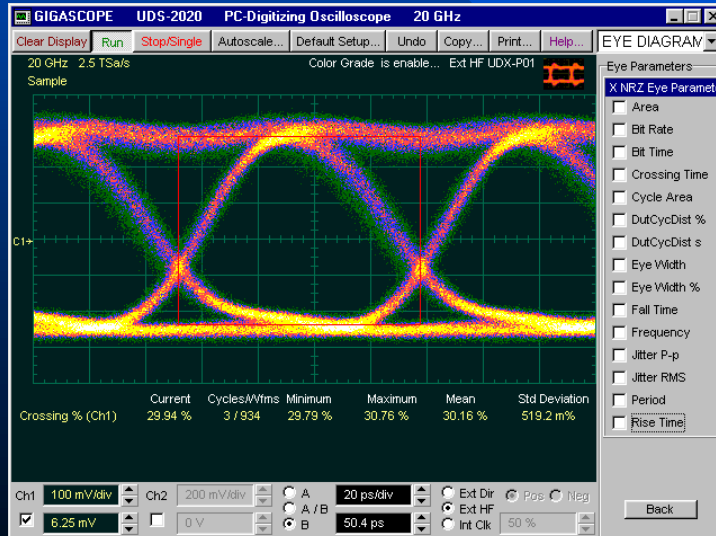 GIGASCOPE UDS-2020 PC-Digitizing Oscilloscope 20 GHz
Clear Display Run Stop/Single Autoscale... Default Setup... Undo Copy... Print... Help... EYE DIAGRAM
20 GHz 2.5 TSa/s Color Grade is enable... Ext HF UDX-P01
Sample
Eye Parameters
X NRZ Eye Paramete
Area
Bit Rate
Bit Time
Crossing Time
Cycle Area
DutCycDist %
DutCycDist s
Eye Width
Eye Width %
Fall Time
Frequency
Jitter P-p
Jitter RMS
Period
Rise Time
Back
C1
Current Cycles/Wfms Minimum Maximum Mean Std Deviation
Crossing % (Ch1) 29.94 % 3 / 934 29.79 % 30.76 % 30.16 % 519.2 m%
Ch1 100 mV/div Ch2 200 mV/div A 20 ps/div Ext Dir Pos Neg
A / B Ext HF
6.25 mV 0 V B 50.4 ps Int Clk 50 %